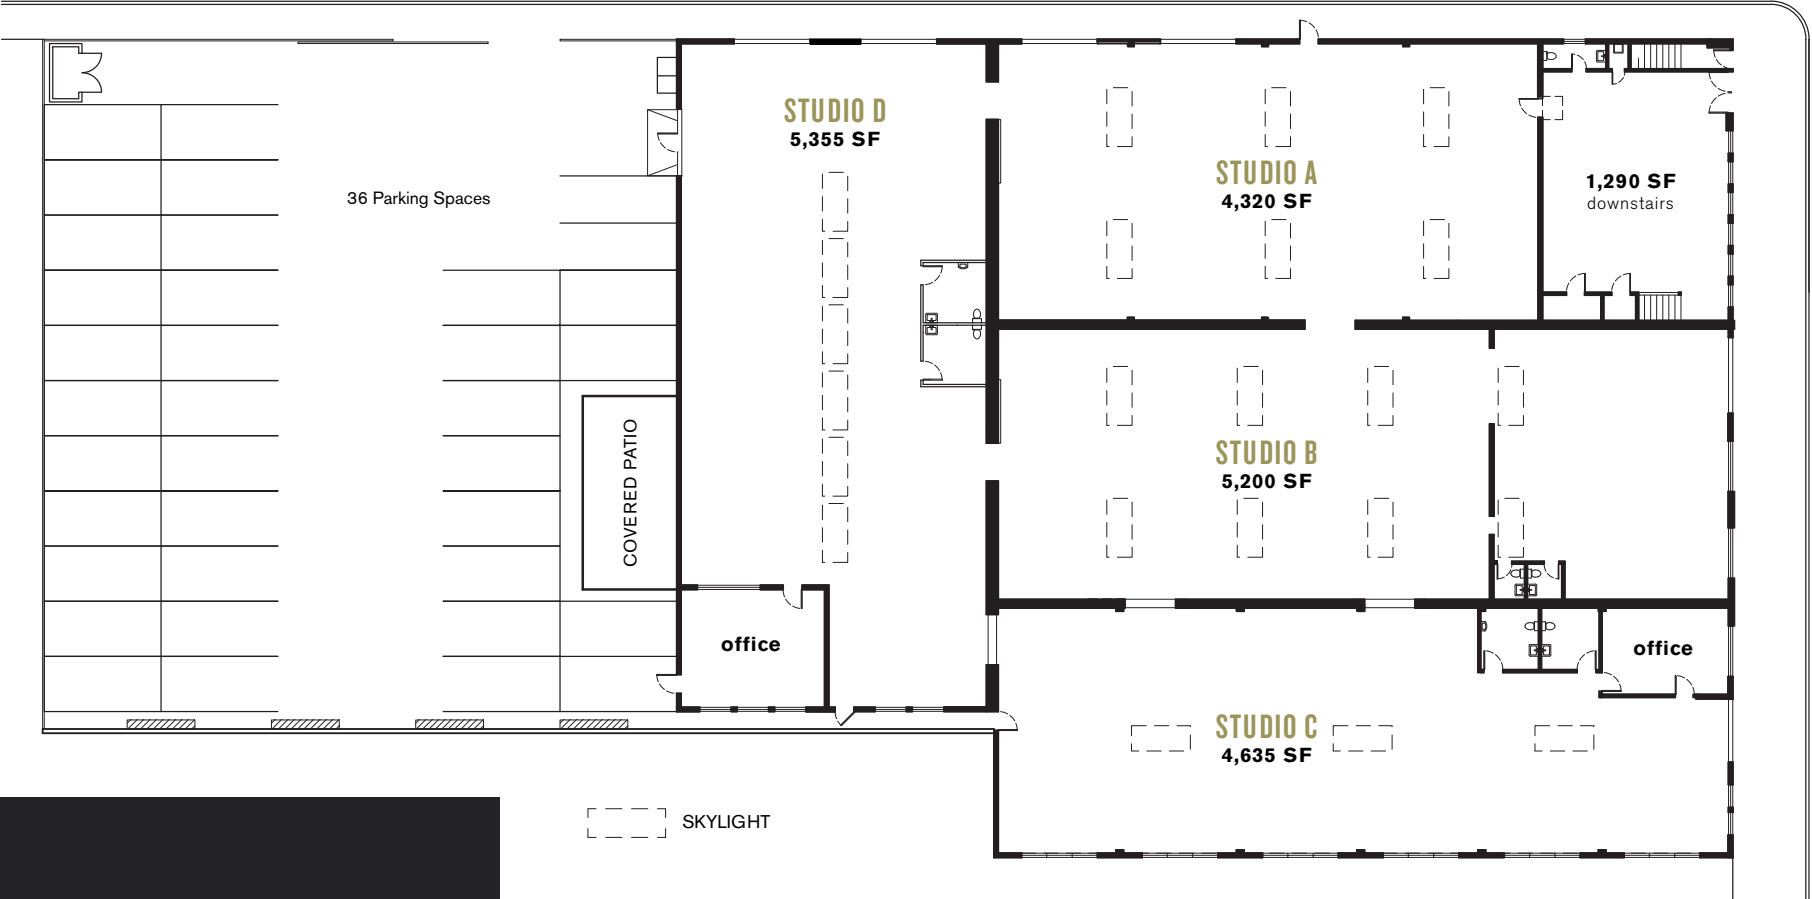 STUDIO D
5,355 SF
36 Parking Spaces
STUDIO A
4,320 SF
1,290 SF
downstairs
COVERED PATIO
STUDIO B
5,200 SF
office
office
STUDIO C
4,635 SF
SKYLIGHT